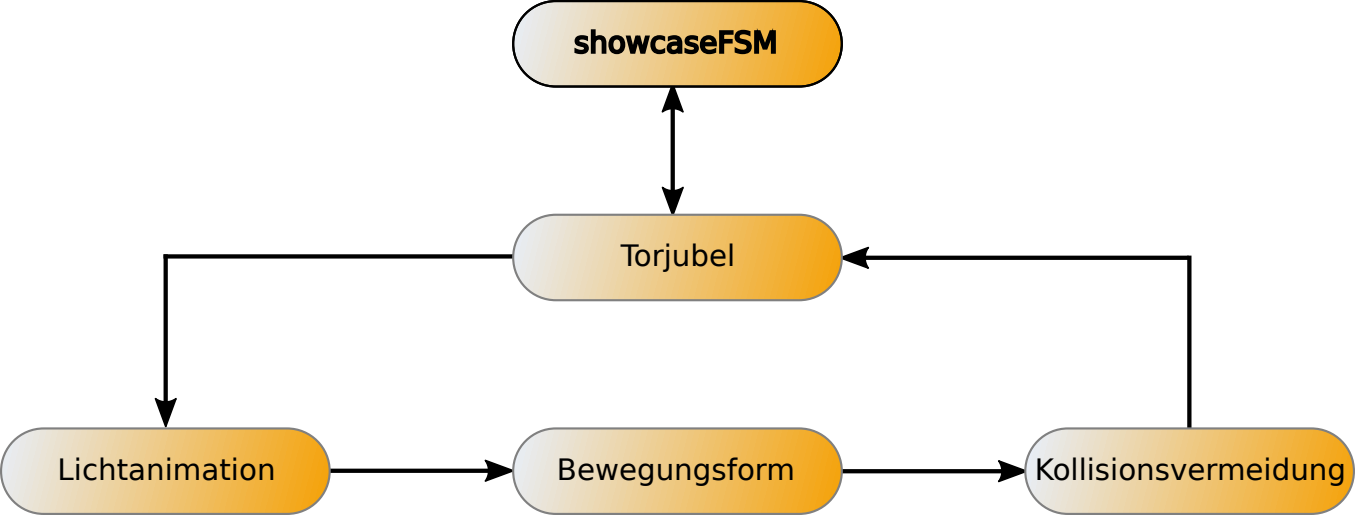 showcaseFSM
Torjubel
Lichtanimation
Bewegungsform
Kollisionsvermeidung